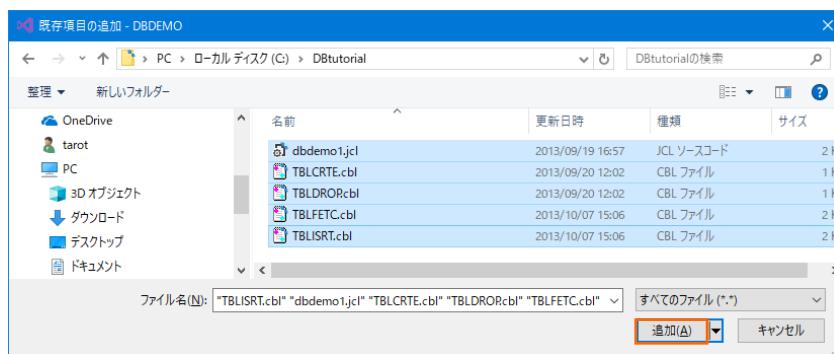 既存項目の追加 - DBDEMO
PC › ローカル ディスク (C:) › DBtutorial
DBtutorialの検索
整理 新しいフォルダー
名前 更新日時 種類 サイズ
OneDrive
tarot
PC
3D オブジェクト
ダウンロード
デスクトップ
ドキュメント
dbdemo1.jcl 2013/09/19 16:57 JCL ソースコード 2
TBLCRTE.cbl 2013/09/20 12:02 CBL ファイル 1
TBLDROP.cbl 2013/09/20 12:02 CBL ファイル 1
TBLFETC.cbl 2013/10/07 15:06 CBL ファイル 2
TBLISRT.cbl 2013/10/07 15:06 CBL ファイル 2
ファイル名(N): "TBLISRT.cbl" "dbdemo1.jcl" "TBLCRTE.cbl" "TBLDROP.cbl" "TBLFETC.cbl" すべてのファイル (*.*)
追加(A) キャンセル